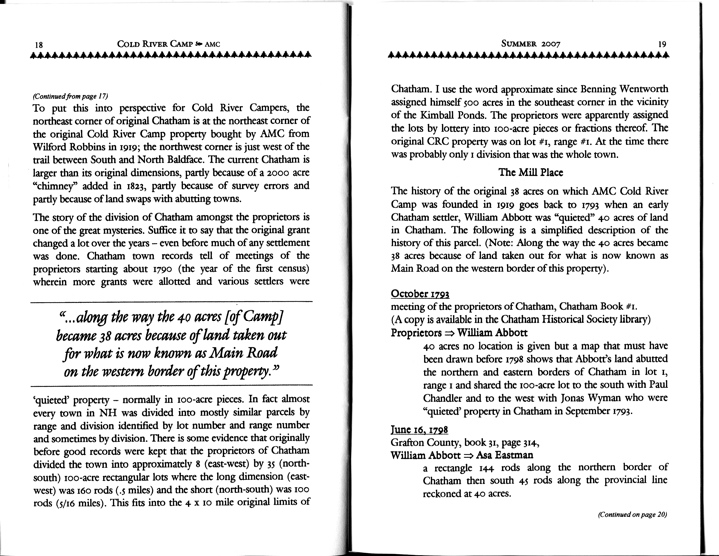 18 COLD RIVER CAMP ❧ AMC
(Continued from page 17)
To put this into perspective for Cold River Campers, the
northeast corner of original Chatham is at the northeast corner of
the original Cold River Camp property bought by AMC from
Wilford Robbins in 1919; the northwest corner is just west of the
trail between South and North Baldface. The current Chatham is
larger than its original dimensions, partly because of a 2000 acre
“chimney” added in 1823, partly because of survey errors and
partly because of land swaps with abutting towns.
The story of the division of Chatham amongst the proprietors is
one of the great mysteries. Suffice it to say that the original grant
changed a lot over the years – even before much of any settlement
was done. Chatham town records tell of meetings of the
proprietors starting about 1790 (the year of the first census)
wherein more grants were allotted and various settlers were
“...along the way the 40 acres [of Camp]
became 38 acres because of land taken out
for what is now known as Main Road
on the western border of this property.”
‘quieted’ property – normally in 100-acre pieces. In fact almost
every town in NH was divided into mostly similar parcels by
range and division identified by lot number and range number
and sometimes by division. There is some evidence that originally
before good records were kept that the proprietors of Chatham
divided the town into approximately 8 (east-west) by 35 (north-
south) 100-acre rectangular lots where the long dimension (east-
west) was 160 rods (.5 miles) and the short (north-south) was 100
rods (5/16 miles). This fits into the 4 x 10 mile original limits of
SUMMER 2007 19
Chatham. I use the word approximate since Benning Wentworth
assigned himself 500 acres in the southeast corner in the vicinity
of the Kimball Ponds. The proprietors were apparently assigned
the lots by lottery into 100-acre pieces or fractions thereof. The
original CRC property was on lot #1, range #1. At the time there
was probably only 1 division that was the whole town.
The Mill Place
The history of the original 38 acres on which AMC Cold River
Camp was founded in 1919 goes back to 1793 when an early
Chatham settler, William Abbott was “quieted” 40 acres of land
in Chatham. The following is a simplified description of the
history of this parcel. (Note: Along the way the 40 acres became
38 acres because of land taken out for what is now known as
Main Road on the western border of this property).
October 1793
meeting of the proprietors of Chatham, Chatham Book #1.
(A copy is available in the Chatham Historical Society library)
Proprietors ⇒ William Abbott
40 acres no location is given but a map that must have
been drawn before 1798 shows that Abbott’s land abutted
the northern and eastern borders of Chatham in lot 1,
range 1 and shared the 100-acre lot to the south with Paul
Chandler and to the west with Jonas Wyman who were
“quieted’ property in Chatham in September 1793.
June 16, 1798
Grafton County, book 31, page 314,
William Abbott ⇒ Asa Eastman
a rectangle 144 rods along the northern border of
Chatham then south 45 rods along the provincial line
reckoned at 40 acres.
(Continued on page 20)